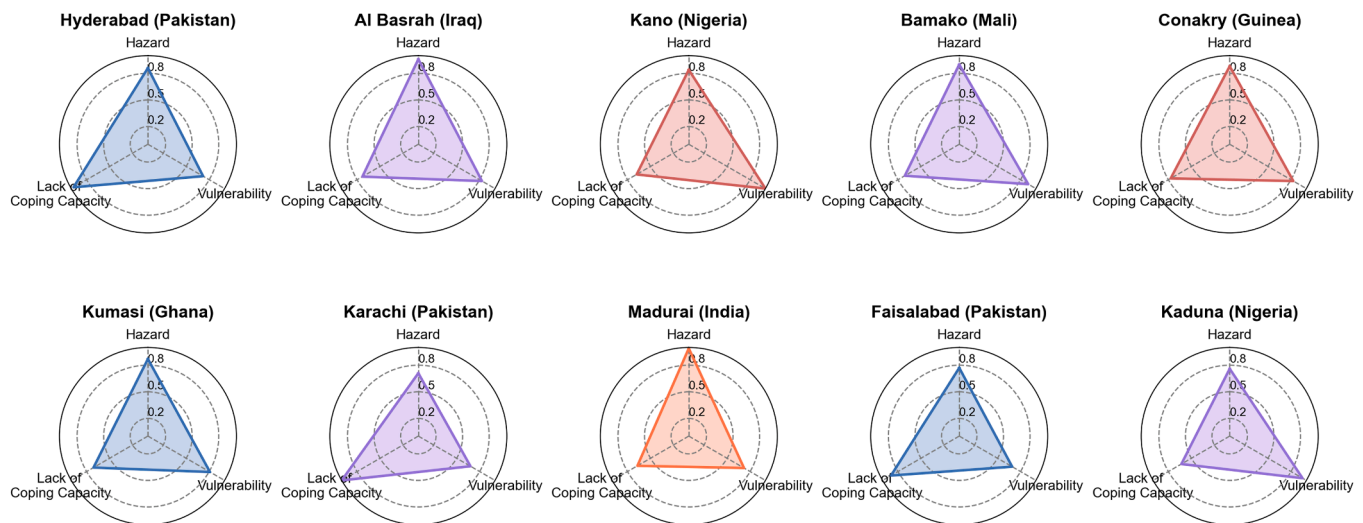 Hyderabad (Pakistan)
Hazard
0.8
0.5
0.2
Lack of
Coping Capacity
Vulnerability
Al Basrah (Iraq)
Hazard
0.8
0.5
0.2
Lack of
Coping Capacity
Vulnerability
Kano (Nigeria)
Hazard
0.8
0.5
0.2
Lack of
Coping Capacity
Vulnerability
Bamako (Mali)
Hazard
0.8
0.5
0.2
Lack of
Coping Capacity
Vulnerability
Conakry (Guinea)
Hazard
0.8
0.5
0.2
Lack of
Coping Capacity
Vulnerability
Kumasi (Ghana)
Hazard
0.8
0.5
0.2
Lack of
Coping Capacity
Vulnerability
Karachi (Pakistan)
Hazard
0.8
0.5
0.2
Lack of
Coping Capacity
Vulnerability
Madurai (India)
Hazard
0.8
0.5
0.2
Lack of
Coping Capacity
Vulnerability
Faisalabad (Pakistan)
Hazard
0.8
0.5
0.2
Lack of
Coping Capacity
Vulnerability
Kaduna (Nigeria)
Hazard
0.8
0.5
0.2
Lack of
Coping Capacity
Vulnerability